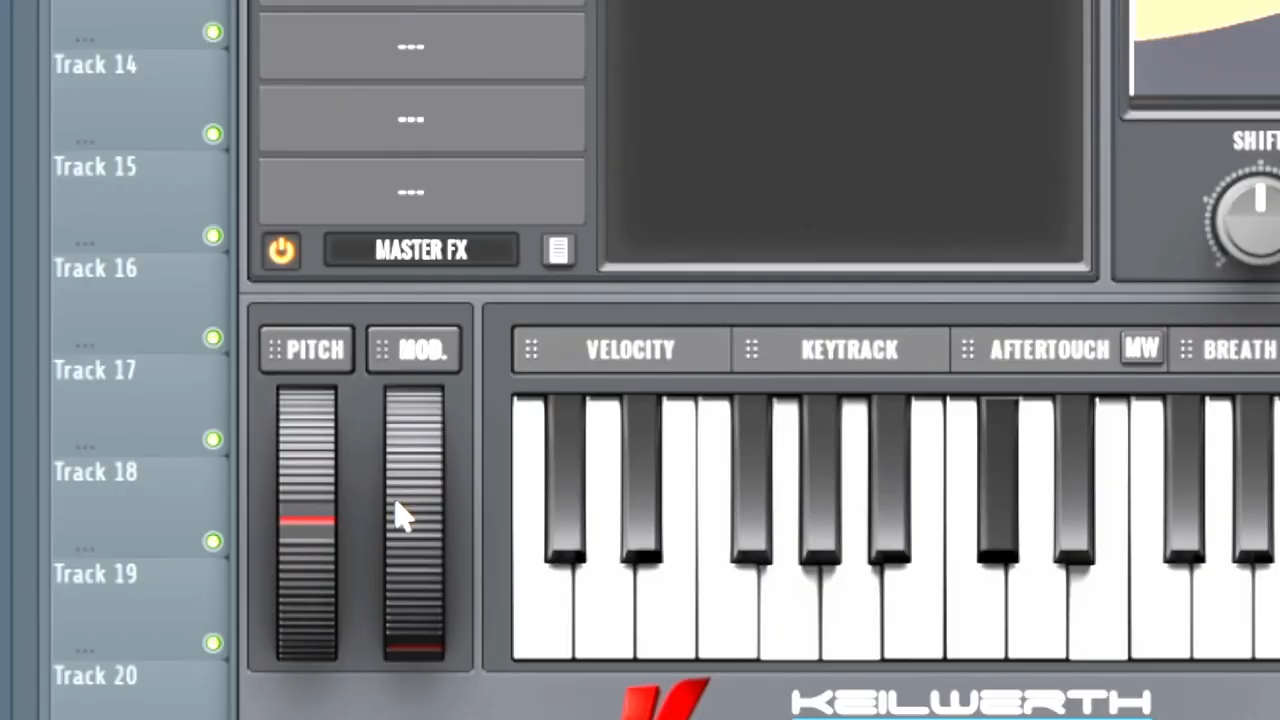 ...
Track 14
...
Track 15
...
Track 16
...
Track 17
...
Track 18
...
Track 19
...
Track 20
---
---
---
MASTER FX
SHIF
PITCH
MOD.
VELOCITY
KEYTRACK
AFTERTOUCH
MW
BREATH
KEILWERTH